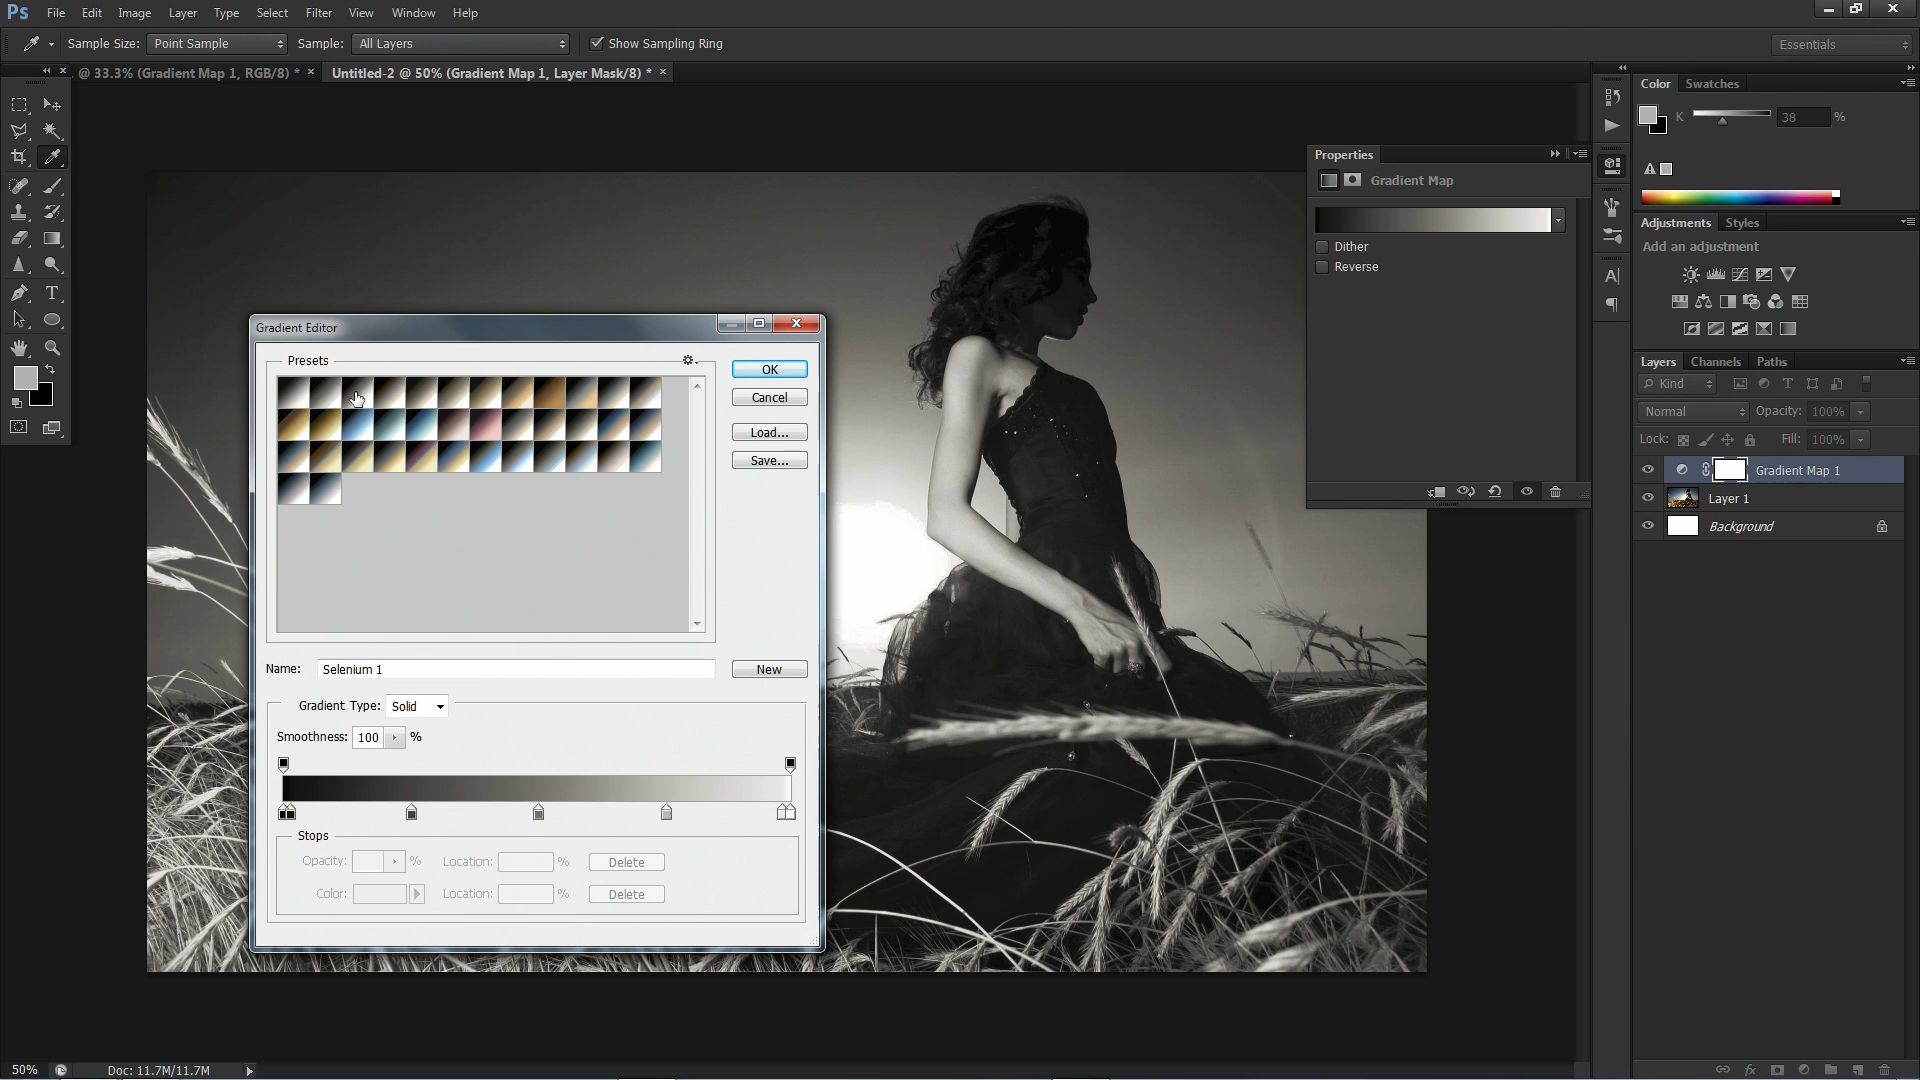 Ps File Edit Image Layer Type Select Filter View Window Help
Sample Size: Point Sample Sample: All Layers Show Sampling Ring Essentials
@ 33.3% (Gradient Map 1, RGB/8) * × Untitled-2 @ 50% (Gradient Map 1, Layer Mask/8) * ×
Color Swatches
K 38 %
Properties
Gradient Map
Dither
Reverse
Adjustments Styles
Add an adjustment
Gradient Editor
Presets
OK
Cancel
Load...
Save...
Name: Selenium 1 New
Gradient Type: Solid
Smoothness: 100 %
Stops
Opacity: % Location: % Delete
Color: Location: % Delete
Layers Channels Paths
Kind
Normal Opacity: 100%
Lock: Fill: 100%
Gradient Map 1
Layer 1
Background
50% Doc: 11.7M/11.7M